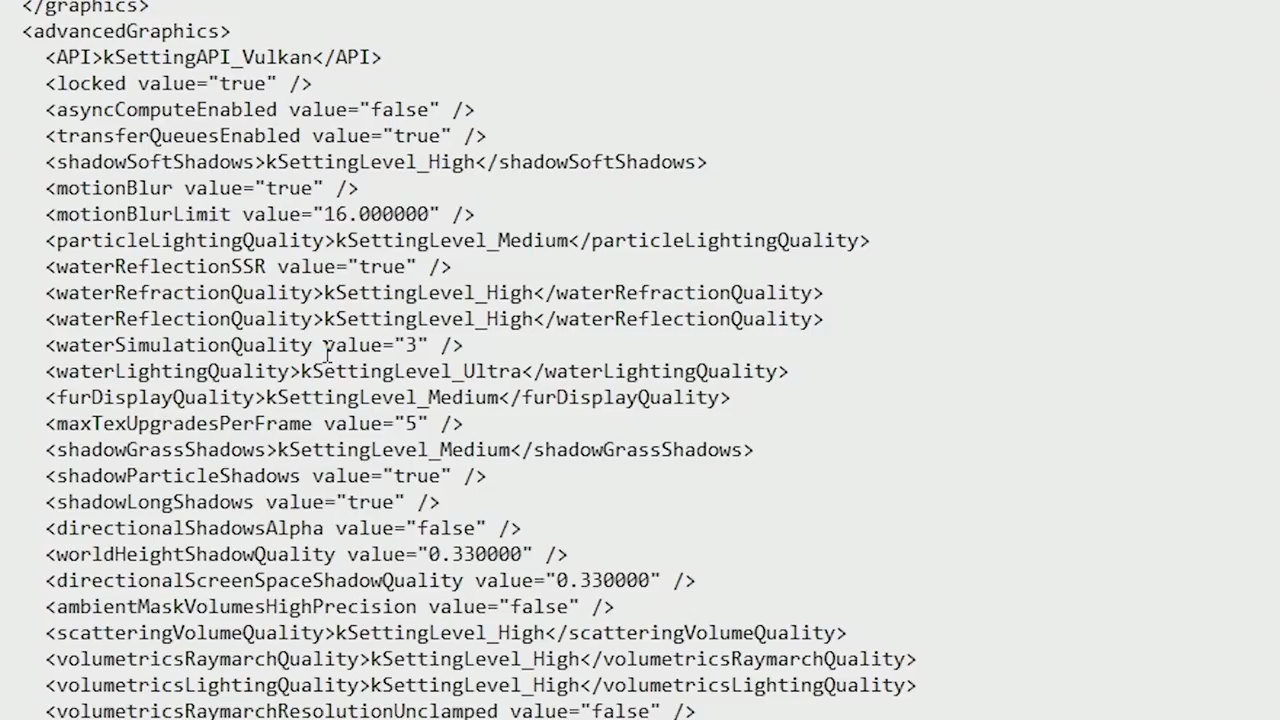 </graphics>
<advancedGraphics>
<API>kSettingAPI_Vulkan</API>
<locked value="true" />
<asyncComputeEnabled value="false" />
<transferQueuesEnabled value="true" />
<shadowSoftShadows>kSettingLevel_High</shadowSoftShadows>
<motionBlur value="true" />
<motionBlurLimit value="16.000000" />
<particleLightingQuality>kSettingLevel_Medium</particleLightingQuality>
<waterReflectionSSR value="true" />
<waterRefractionQuality>kSettingLevel_High</waterRefractionQuality>
<waterReflectionQuality>kSettingLevel_High</waterReflectionQuality>
<waterSimulationQuality value="3" />
<waterLightingQuality>kSettingLevel_Ultra</waterLightingQuality>
<furDisplayQuality>kSettingLevel_Medium</furDisplayQuality>
<maxTexUpgradesPerFrame value="5" />
<shadowGrassShadows>kSettingLevel_Medium</shadowGrassShadows>
<shadowParticleShadows value="true" />
<shadowLongShadows value="true" />
<directionalShadowsAlpha value="false" />
<worldHeightShadowQuality value="0.330000" />
<directionalScreenSpaceShadowQuality value="0.330000" />
<ambientMaskVolumesHighPrecision value="false" />
<scatteringVolumeQuality>kSettingLevel_High</scatteringVolumeQuality>
<volumetricsRaymarchQuality>kSettingLevel_High</volumetricsRaymarchQuality>
<volumetricsLightingQuality>kSettingLevel_High</volumetricsLightingQuality>
<volumetricsRaymarchResolutionUnclamped value="false" />